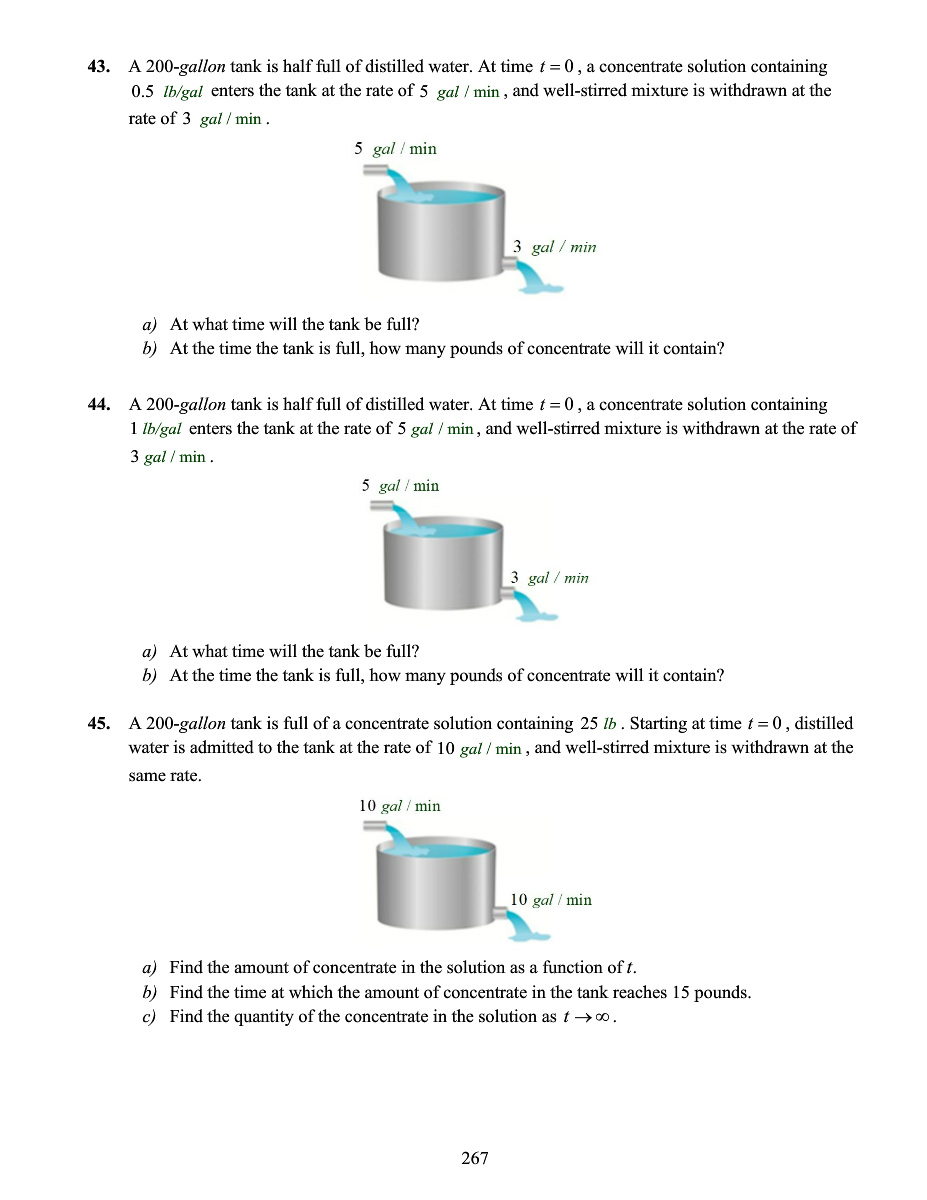 43. A 200-gallon tank is half full of distilled water. At time t = 0 , a concentrate solution containing
0.5 lb/gal enters the tank at the rate of 5 gal / min , and well-stirred mixture is withdrawn at the
rate of 3 gal / min .
5 gal / min
3 gal / min
a) At what time will the tank be full?
b) At the time the tank is full, how many pounds of concentrate will it contain?
44. A 200-gallon tank is half full of distilled water. At time t = 0 , a concentrate solution containing
1 lb/gal enters the tank at the rate of 5 gal / min , and well-stirred mixture is withdrawn at the rate of
3 gal / min .
5 gal / min
3 gal / min
a) At what time will the tank be full?
b) At the time the tank is full, how many pounds of concentrate will it contain?
45. A 200-gallon tank is full of a concentrate solution containing 25 lb . Starting at time t = 0 , distilled
water is admitted to the tank at the rate of 10 gal / min , and well-stirred mixture is withdrawn at the
same rate.
10 gal / min
10 gal / min
a) Find the amount of concentrate in the solution as a function of t.
b) Find the time at which the amount of concentrate in the tank reaches 15 pounds.
c) Find the quantity of the concentrate in the solution as t → ∞ .
267